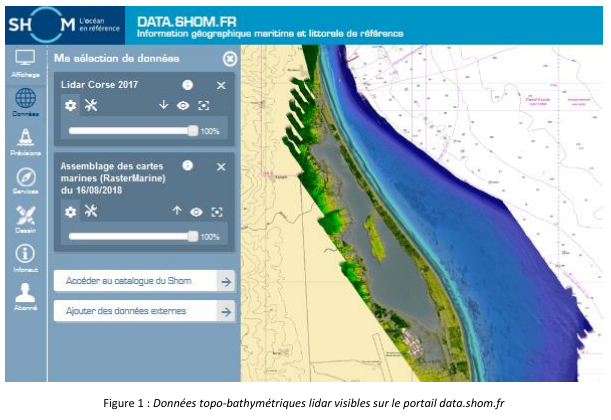 SHOM L'océan en référence
DATA.SHOM.FR
Information géographique maritime et littorale de référence
Affichage
Données
Prévisions
Services
Dessin
Infonaut
Abonné
Ma sélection de données
Lidar Corse 2017
100%
Assemblage des cartes
marines (RasterMarine)
du 16/08/2018
100%
Accéder au catalogue du Shom
Ajouter des données externes
Figure 1 : Données topo-bathymétriques lidar visibles sur le portail data.shom.fr